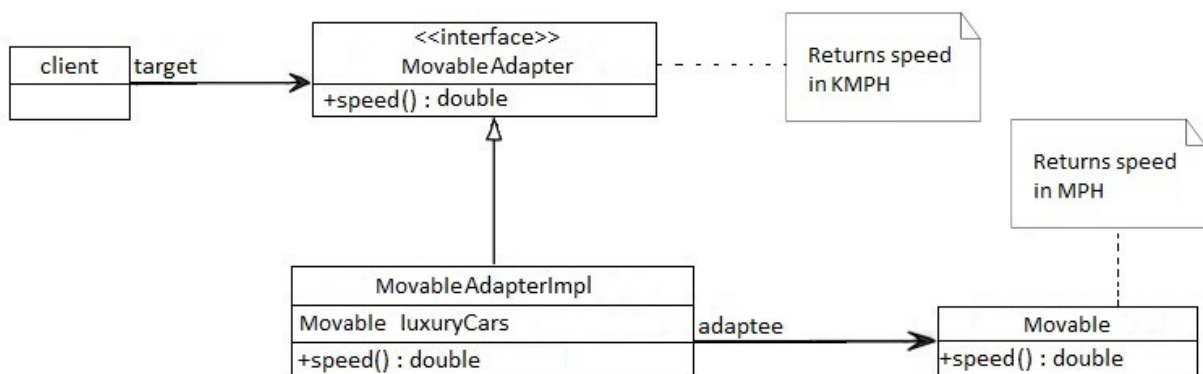 client
target
<<interface>>
MovableAdapter
+speed() : double
Returns speed
in KMPH
Returns speed
in MPH
MovableAdapterImpl
Movable luxuryCars
+speed() : double
adaptee
Movable
+speed() : double